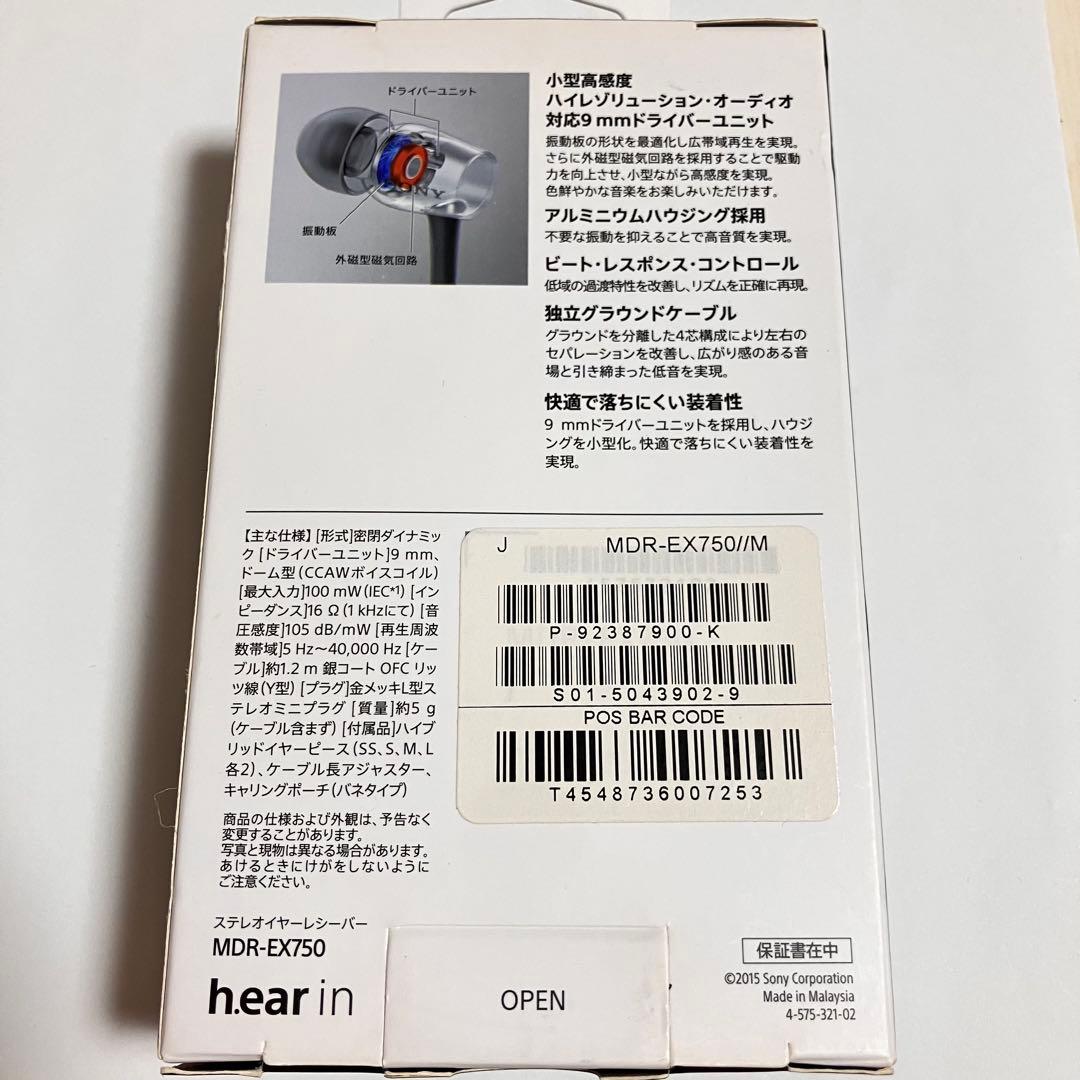 ドライバーユニット
SONY
振動板
外磁型磁気回路
小型高感度
ハイレゾリューション・オーディオ
対応9 mmドライバーユニット
振動板の形状を最適化し広帯域再生を実現。
さらに外磁型磁気回路を採用することで駆動
力を向上させ、小型ながら高感度を実現。
色鮮やかな音楽をお楽しみいただけます。
アルミニウムハウジング採用
不要な振動を抑えることで高音質を実現。
ビート・レスポンス・コントロール
低域の過渡特性を改善し、リズムを正確に再現。
独立グラウンドケーブル
グラウンドを分離した4芯構成により左右の
セパレーションを改善し、広がり感のある音
場と引き締まった低音を実現。
快適で落ちにくい装着性
9 mmドライバーユニットを採用し、ハウジ
ングを小型化。快適で落ちにくい装着性を
実現。
【主な仕様】[形式]密閉ダイナミッ
ク [ドライバーユニット]9 mm、
ドーム型(CCAWボイスコイル)
[最大入力]100 mW(IEC*1) [イン
ピーダンス]16 Ω(1 kHzにて) [音
圧感度]105 dB/mW [再生周波
数帯域]5 Hz～40,000 Hz [ケー
ブル]約1.2 m 銀コート OFC リッ
ツ線(Y型) [プラグ]金メッキL型ス
テレオミニプラグ [質量]約5 g
(ケーブル含まず) [付属品]ハイブ
リッドイヤーピース(SS、S、M、L
各2)、ケーブル長アジャスター、
キャリングポーチ(バネタイプ)
商品の仕様および外観は、予告なく
変更することがあります。
写真と現物は異なる場合があります。
あけるときにけがをしないように
ご注意ください。
J MDR-EX750//M
P-92387900-K
S01-5043902-9
POS BAR CODE
T4548736007253
ステレオイヤーレシーバー
MDR-EX750
h.ear in
OPEN
保証書在中
©2015 Sony Corporation
Made in Malaysia
4-575-321-02